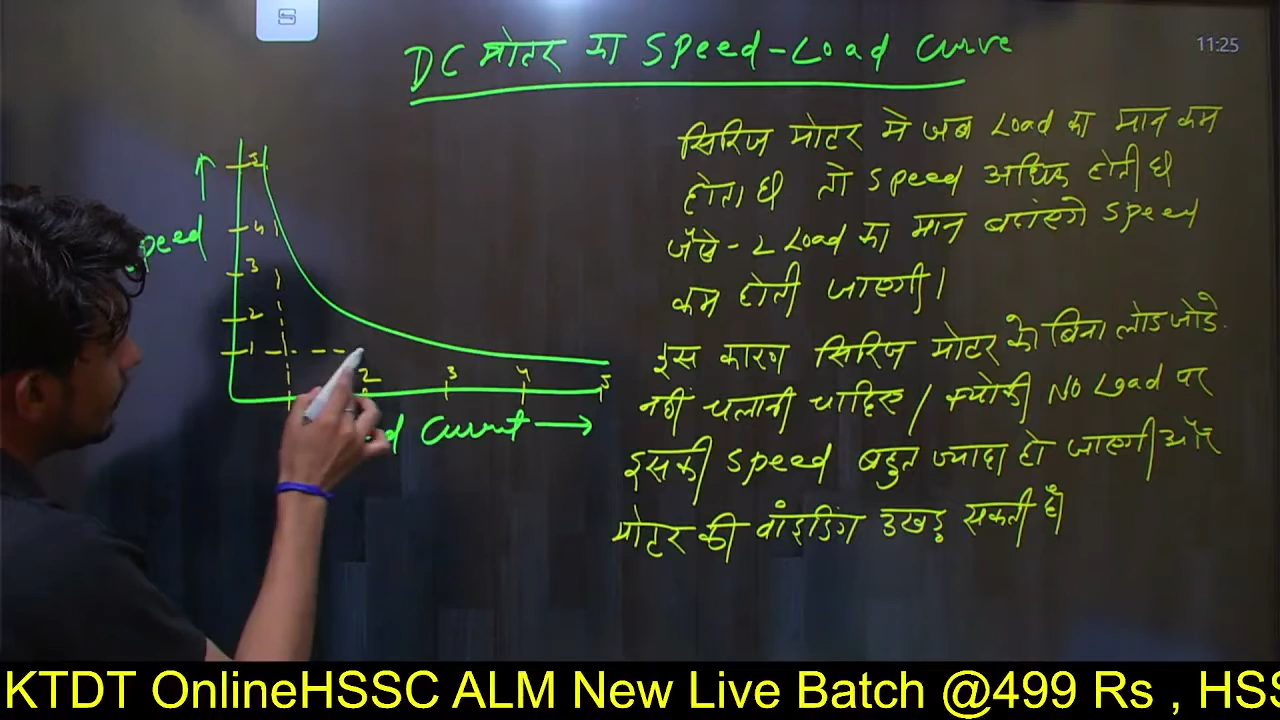 DC मोटर का Speed-Load Curve
11:25
सिरिज मोटर मे जब Load का मान कम
होता है तो speed अधिक होती है
जैसे-2 Load का मान बढाएंगे speed
कम होती जाएगी।
इस कारण सिरिज मोटर को बिना लोड जोडे
नहीं चलाना चाहिए / क्योकी No Load पर
इसकी speed बहुत ज्यादा हो जाएगी और
मोटर की वांइडिंग उखड़ सकती है
5
4
3
2
1
speed
2 3 4 5
Current
KTDT OnlineHSSC ALM New Live Batch @499 Rs , HSS